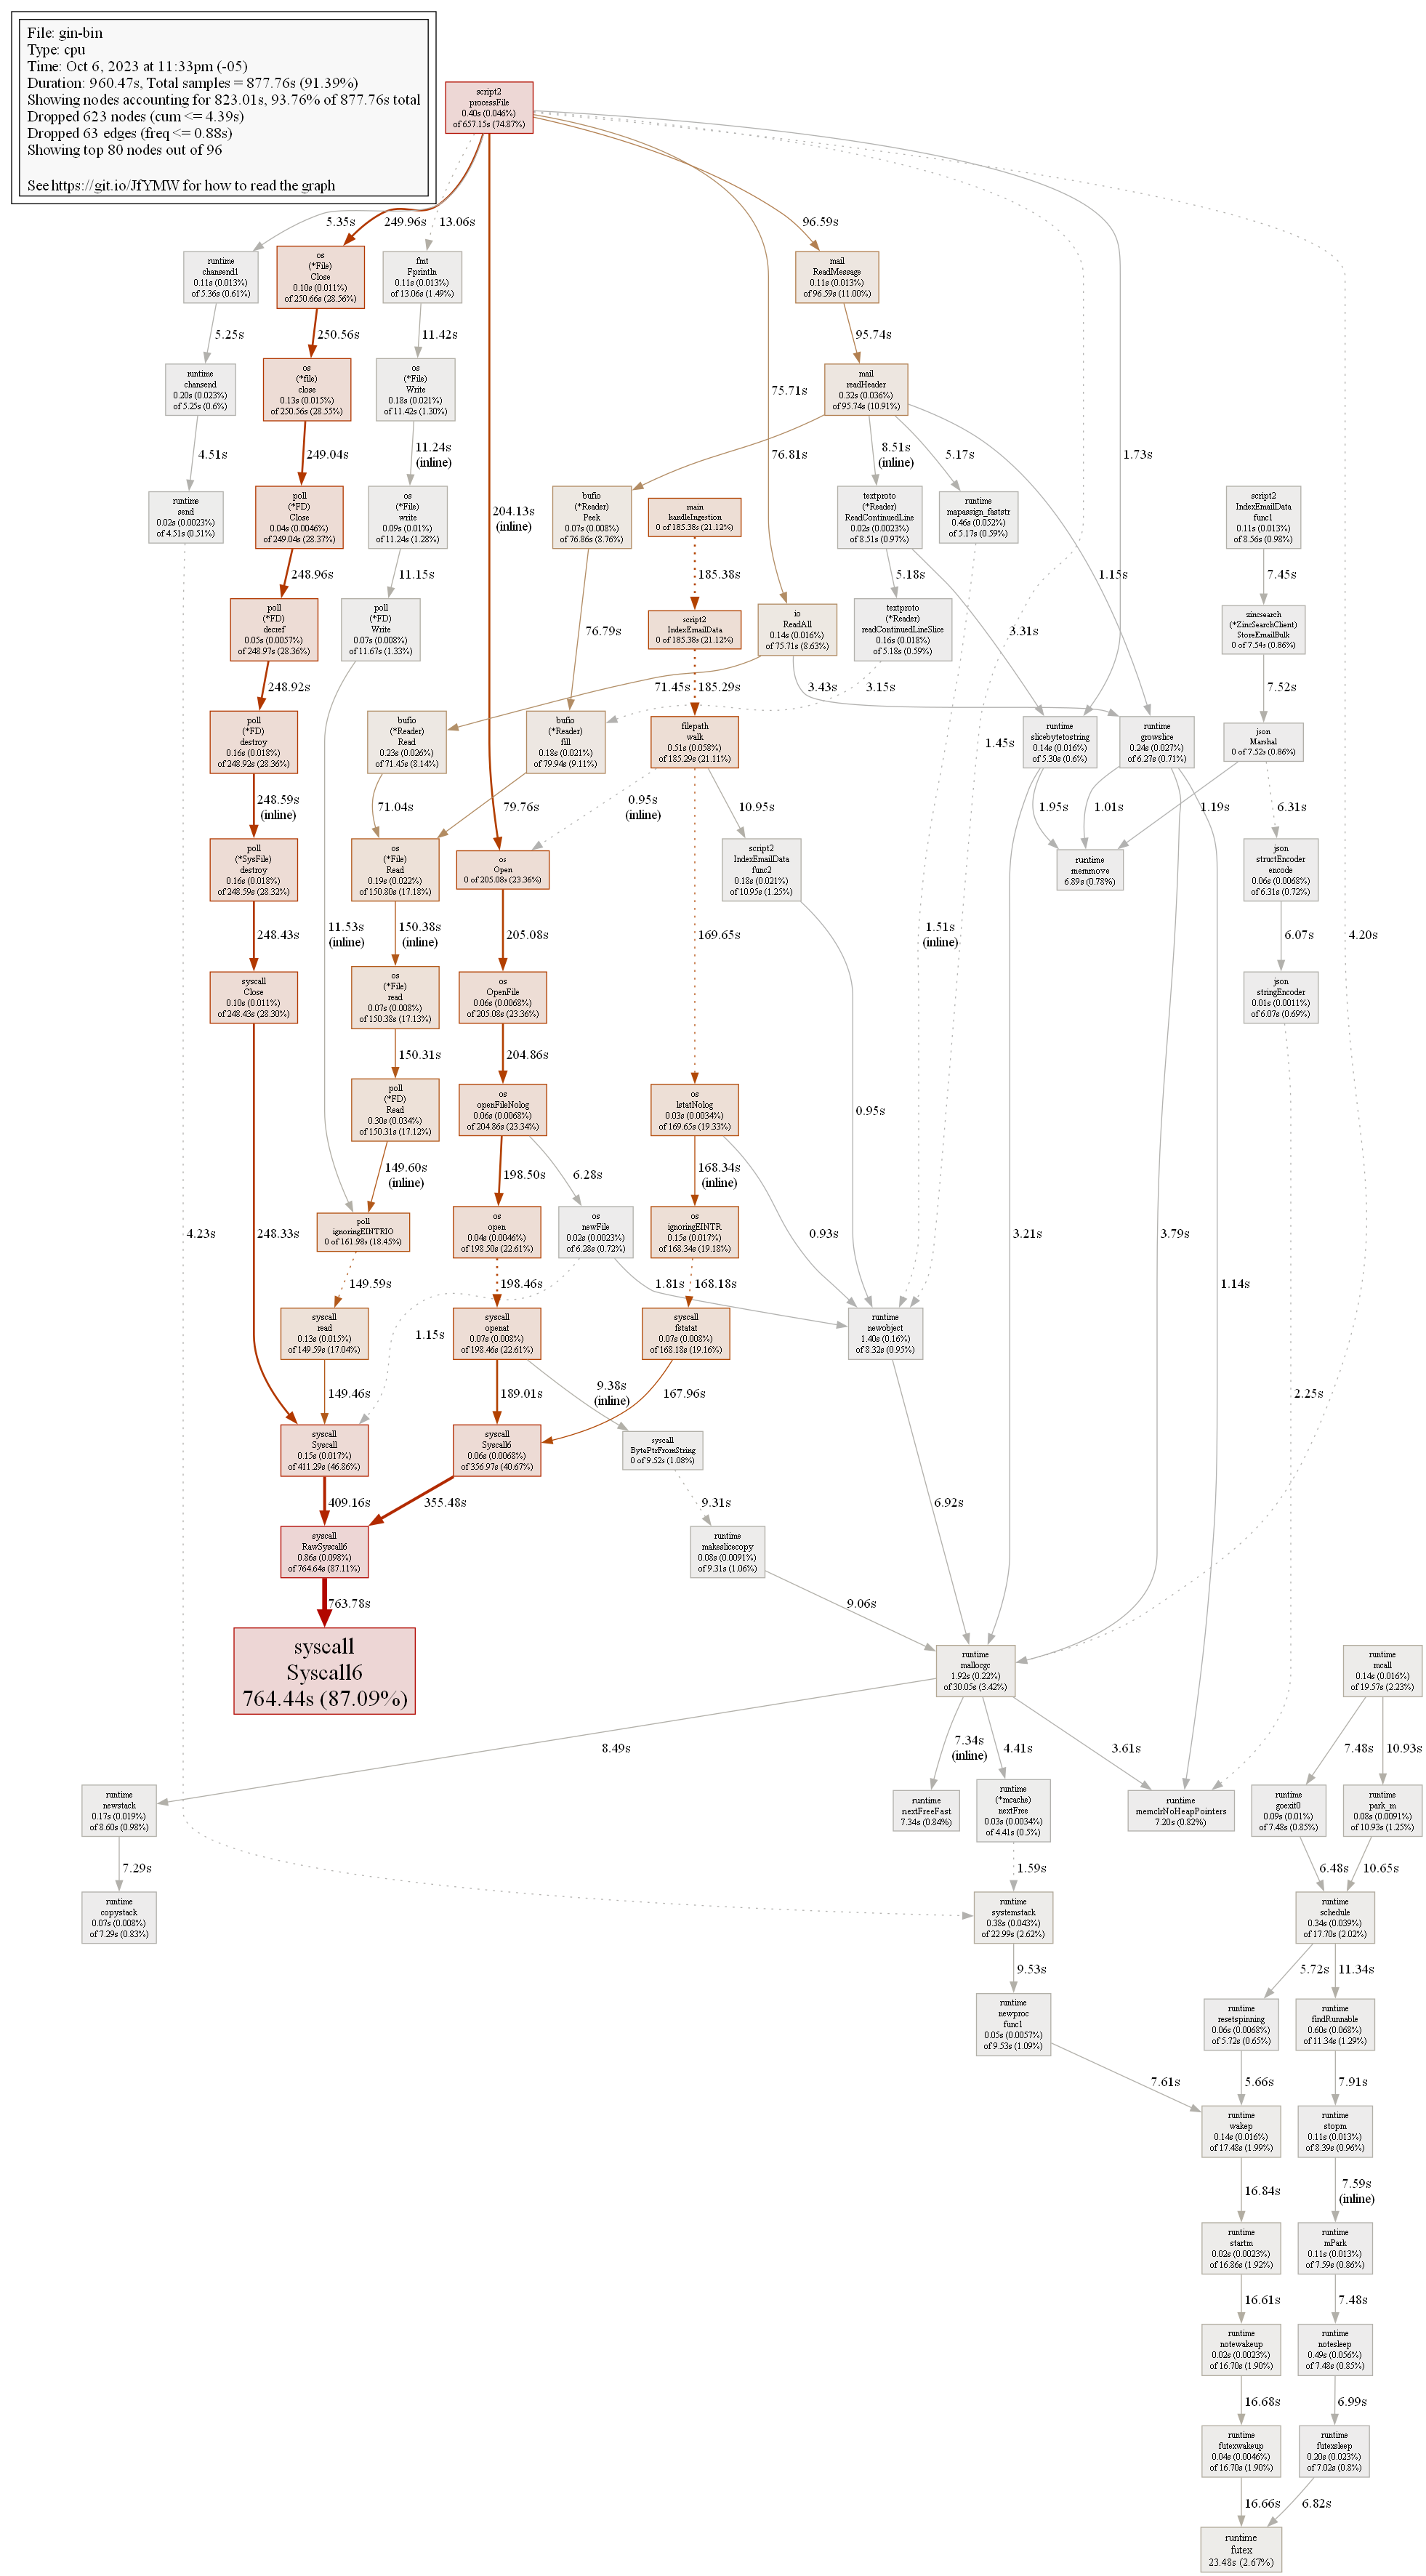 File: gin-bin
Type: cpu
Time: Oct 6, 2023 at 11:33pm (-05)
Duration: 960.47s, Total samples = 877.76s (91.39%)
Showing nodes accounting for 823.01s, 93.76% of 877.76s total
Dropped 623 nodes (cum <= 4.39s)
Dropped 63 edges (freq <= 0.88s)
Showing top 80 nodes out of 96
See https://git.io/JfYMW for how to read the graph
script2
processFile
0.40s (0.046%)
of 657.15s (74.87%)
5.35s
249.96s
13.06s
96.59s
runtime
chansend1
0.11s (0.013%)
of 5.36s (0.61%)
os
(*File)
Close
0.10s (0.011%)
of 250.66s (28.56%)
fmt
Fprintln
0.11s (0.013%)
of 13.06s (1.49%)
mail
ReadMessage
0.11s (0.013%)
of 96.59s (11.00%)
5.25s
250.56s
11.42s
95.74s
runtime
chansend
0.20s (0.023%)
of 5.25s (0.6%)
os
(*file)
close
0.13s (0.015%)
of 250.56s (28.55%)
os
(*File)
Write
0.18s (0.021%)
of 11.42s (1.30%)
75.71s
mail
readHeader
0.32s (0.036%)
of 95.74s (10.91%)
4.51s
249.04s
11.24s
(inline)
76.81s
8.51s
(inline)
5.17s
1.73s
4.20s
runtime
send
0.02s (0.0023%)
of 4.51s (0.51%)
poll
(*FD)
Close
0.04s (0.0046%)
of 249.04s (28.37%)
os
(*File)
write
0.09s (0.01%)
of 11.24s (1.28%)
204.13s
(inline)
bufio
(*Reader)
Peek
0.07s (0.008%)
of 76.86s (8.76%)
main
handleIngestion
0 of 185.38s (21.12%)
textproto
(*Reader)
ReadContinuedLine
0.02s (0.0023%)
of 8.51s (0.97%)
runtime
mapassign_faststr
0.46s (0.052%)
of 5.17s (0.59%)
script2
IndexEmailData
func1
0.11s (0.013%)
of 8.56s (0.98%)
248.96s
11.15s
185.38s
5.18s
1.15s
7.45s
poll
(*FD)
decref
0.05s (0.0057%)
of 248.97s (28.36%)
poll
(*FD)
Write
0.07s (0.008%)
of 11.67s (1.33%)
76.79s
script2
IndexEmailData
0 of 185.38s (21.12%)
io
ReadAll
0.14s (0.016%)
of 75.71s (8.63%)
textproto
(*Reader)
readContinuedLineSlice
0.16s (0.018%)
of 5.18s (0.59%)
3.31s
zincsearch
(*ZincSearchClient)
StoreEmailBulk
0 of 7.54s (0.86%)
248.92s
71.45s
185.29s
3.43s
3.15s
7.52s
poll
(*FD)
destroy
0.16s (0.018%)
of 248.92s (28.36%)
bufio
(*Reader)
Read
0.23s (0.026%)
of 71.45s (8.14%)
bufio
(*Reader)
fill
0.18s (0.021%)
of 79.94s (9.11%)
filepath
walk
0.51s (0.058%)
of 185.29s (21.11%)
1.45s
runtime
slicebytetostring
0.14s (0.016%)
of 5.30s (0.6%)
runtime
growslice
0.24s (0.027%)
of 6.27s (0.71%)
json
Marshal
0 of 7.52s (0.86%)
248.59s
(inline)
71.04s
79.76s
0.95s
(inline)
10.95s
1.95s
1.01s
1.19s
6.31s
poll
(*SysFile)
destroy
0.16s (0.018%)
of 248.59s (28.32%)
os
(*File)
Read
0.19s (0.022%)
of 150.80s (17.18%)
os
Open
0 of 205.08s (23.36%)
script2
IndexEmailData
func2
0.18s (0.021%)
of 10.95s (1.25%)
runtime
memmove
6.89s (0.78%)
json
structEncoder
encode
0.06s (0.0068%)
of 6.31s (0.72%)
248.43s
11.53s
(inline)
150.38s
(inline)
205.08s
169.65s
1.51s
(inline)
6.07s
syscall
Close
0.10s (0.011%)
of 248.43s (28.30%)
os
(*File)
read
0.07s (0.008%)
of 150.38s (17.13%)
os
OpenFile
0.06s (0.0068%)
of 205.08s (23.36%)
json
stringEncoder
0.01s (0.0011%)
of 6.07s (0.69%)
150.31s
204.86s
poll
(*FD)
Read
0.30s (0.034%)
of 150.31s (17.12%)
os
openFileNolog
0.06s (0.0068%)
of 204.86s (23.34%)
os
lstatNolog
0.03s (0.0034%)
of 169.65s (19.33%)
0.95s
149.60s
(inline)
198.50s
6.28s
168.34s
(inline)
4.23s
248.33s
poll
ignoringEINTRIO
0 of 161.98s (18.45%)
os
open
0.04s (0.0046%)
of 198.50s (22.61%)
os
newFile
0.02s (0.0023%)
of 6.28s (0.72%)
os
ignoringEINTR
0.15s (0.017%)
of 168.34s (19.18%)
0.93s
3.21s
3.79s
149.59s
198.46s
1.81s
168.18s
1.14s
syscall
read
0.13s (0.015%)
of 149.59s (17.04%)
1.15s
syscall
openat
0.07s (0.008%)
of 198.46s (22.61%)
syscall
fstatat
0.07s (0.008%)
of 168.18s (19.16%)
runtime
newobject
1.40s (0.16%)
of 8.32s (0.95%)
149.46s
189.01s
9.38s
(inline)
167.96s
2.25s
syscall
Syscall
0.15s (0.017%)
of 411.29s (46.86%)
syscall
Syscall6
0.06s (0.0068%)
of 356.97s (40.67%)
syscall
BytePtrFromString
0 of 9.52s (1.08%)
409.16s
355.48s
9.31s
6.92s
syscall
RawSyscall6
0.86s (0.098%)
of 764.64s (87.11%)
runtime
makeslicecopy
0.08s (0.0091%)
of 9.31s (1.06%)
763.78s
9.06s
syscall
Syscall6
764.44s (87.09%)
runtime
mallocgc
1.92s (0.22%)
of 30.05s (3.42%)
runtime
mcall
0.14s (0.016%)
of 19.57s (2.23%)
8.49s
7.34s
(inline)
4.41s
3.61s
7.48s
10.93s
runtime
newstack
0.17s (0.019%)
of 8.60s (0.98%)
runtime
nextFreeFast
7.34s (0.84%)
runtime
(*mcache)
nextFree
0.03s (0.0034%)
of 4.41s (0.5%)
runtime
memclrNoHeapPointers
7.20s (0.82%)
runtime
goexit0
0.09s (0.01%)
of 7.48s (0.85%)
runtime
park_m
0.08s (0.0091%)
of 10.93s (1.25%)
7.29s
1.59s
6.48s
10.65s
runtime
copystack
0.07s (0.008%)
of 7.29s (0.83%)
runtime
systemstack
0.38s (0.043%)
of 22.99s (2.62%)
runtime
schedule
0.34s (0.039%)
of 17.70s (2.02%)
9.53s
5.72s
11.34s
runtime
newproc
func1
0.05s (0.0057%)
of 9.53s (1.09%)
runtime
resetspinning
0.06s (0.0068%)
of 5.72s (0.65%)
runtime
findRunnable
0.60s (0.068%)
of 11.34s (1.29%)
7.61s
5.66s
7.91s
runtime
wakep
0.14s (0.016%)
of 17.48s (1.99%)
runtime
stopm
0.11s (0.013%)
of 8.39s (0.96%)
16.84s
7.59s
(inline)
runtime
startm
0.02s (0.0023%)
of 16.86s (1.92%)
runtime
mPark
0.11s (0.013%)
of 7.59s (0.86%)
16.61s
7.48s
runtime
notewakeup
0.02s (0.0023%)
of 16.70s (1.90%)
runtime
notesleep
0.49s (0.056%)
of 7.48s (0.85%)
16.68s
6.99s
runtime
futexwakeup
0.04s (0.0046%)
of 16.70s (1.90%)
runtime
futexsleep
0.20s (0.023%)
of 7.02s (0.8%)
16.66s
6.82s
runtime
futex
23.48s (2.67%)